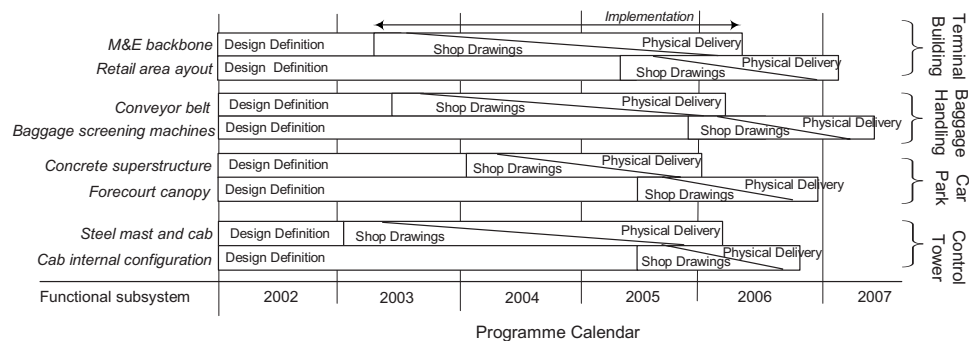 Implementation
M&E backbone Design Definition Shop Drawings Physical Delivery
Retail area ayout Design Definition Shop Drawings Physical Delivery
Terminal
Building
Conveyor belt Design Definition Shop Drawings Physical Delivery
Baggage screening machines Design Definition Shop Drawings Physical Delivery
Baggage
Handling
Concrete superstructure Design Definition Shop Drawings Physical Delivery
Forecourt canopy Design Definition Shop Drawings Physical Delivery
Car
Park
Steel mast and cab Design Definition Shop Drawings Physical Delivery
Cab internal configuration Design Definition Shop Drawings Physical Delivery
Control
Tower
Functional subsystem 2002 2003 2004 2005 2006 2007
Programme Calendar